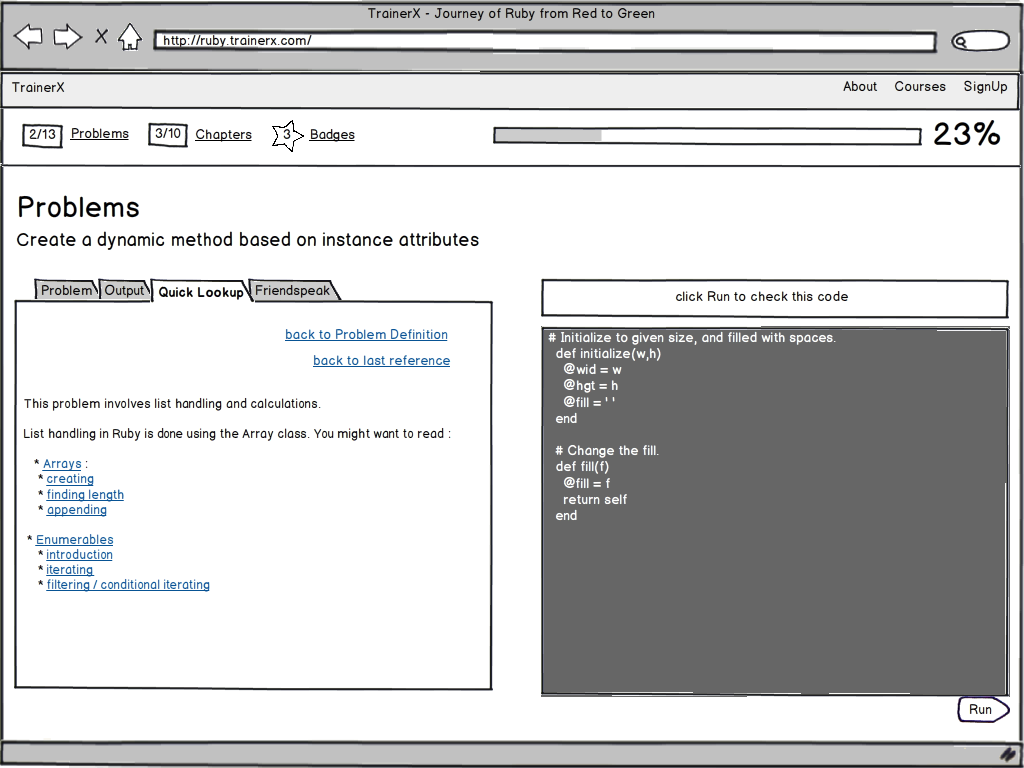 TrainerX - Journey of Ruby from Red to Green
http://ruby.trainerx.com/
TrainerX About Courses SignUp
2/13 Problems 3/10 Chapters 3 Badges 23%
Problems
Create a dynamic method based on instance attributes
Problem Output Quick Lookup Friendspeak
back to Problem Definition
back to last reference
This problem involves list handling and calculations.
List handling in Ruby is done using the Array class. You might want to read :
* Arrays :
* creating
* finding length
* appending
* Enumerables
* introduction
* iterating
* filtering / conditional iterating
click Run to check this code
# Initialize to given size, and filled with spaces.
def initialize(w,h)
@wid = w
@hgt = h
@fill = ' '
end
# Change the fill.
def fill(f)
@fill = f
return self
end
Run